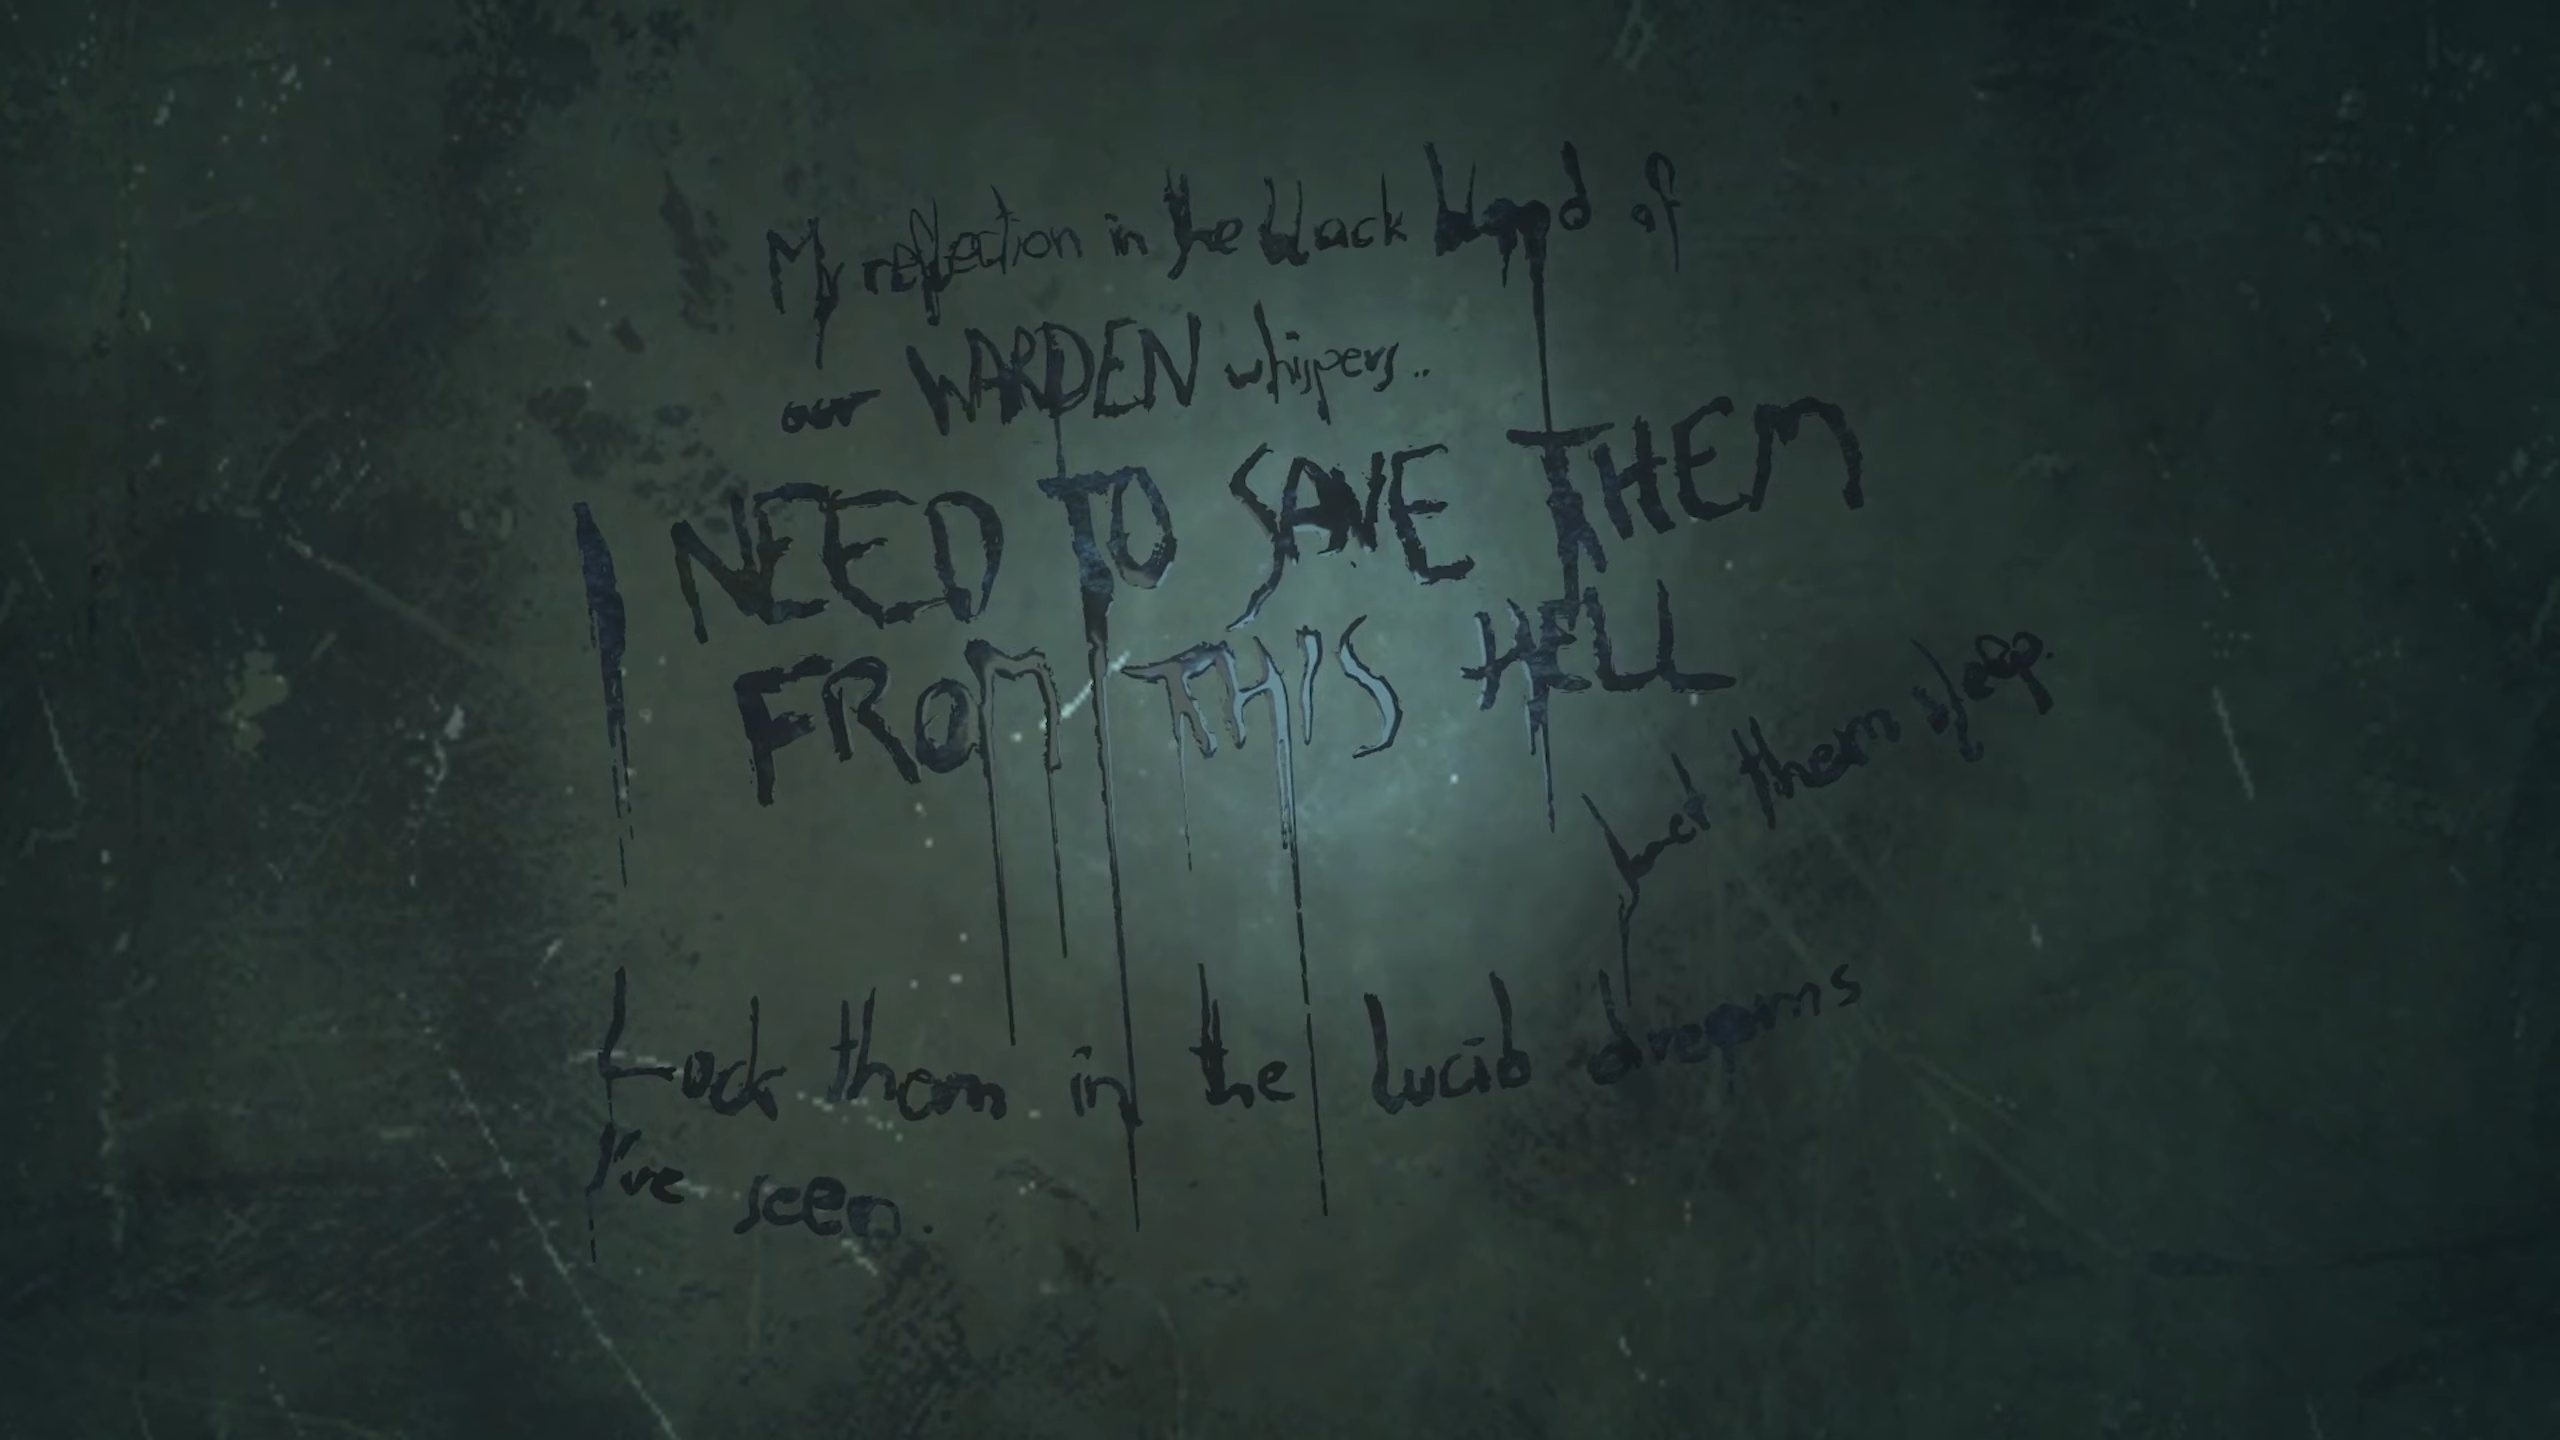 My reflection in the black blood of
our WARDEN whispers..
I NEED TO SAVE THEM
FROM THIS HELL
Let them sleep.
Lock them in the lucid dreams
I've seen.